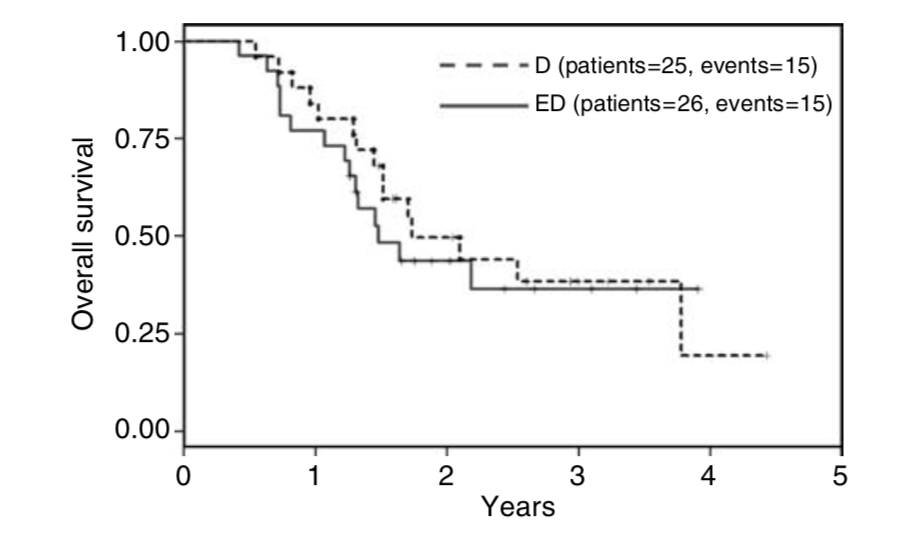 1.00
0.75
0.50
0.25
0.00
Overall survival
D (patients=25, events=15)
ED (patients=26, events=15)
0 1 2 3 4 5
Years